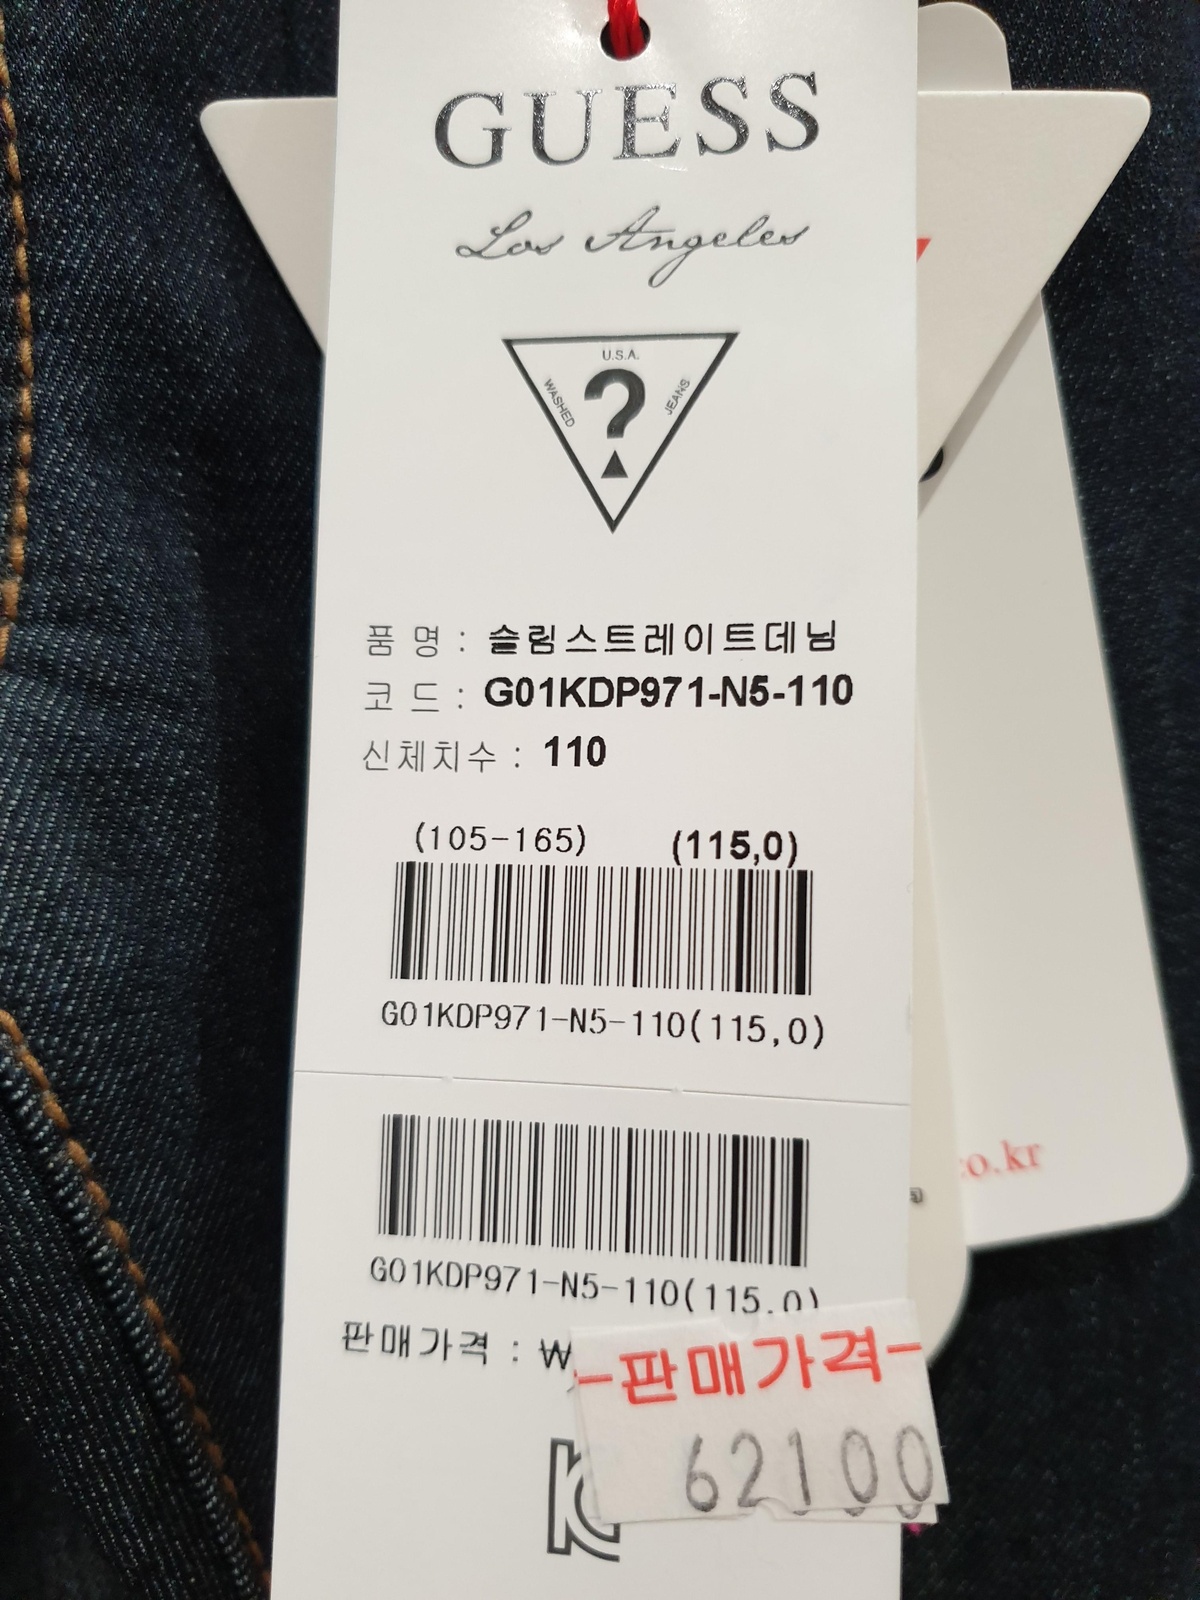 GUESS
Los Angeles
U.S.A.
WASHED
?
JEANS
품 명 : 슬림스트레이트데님
코 드 : G01KDP971-N5-110
신체치수 : 110
(105-165) (115,0)
G01KDP971-N5-110(115,0)
G01KDP971-N5-110(115,0)
판매가격 : ₩
-판매가격-
62100
.co.kr